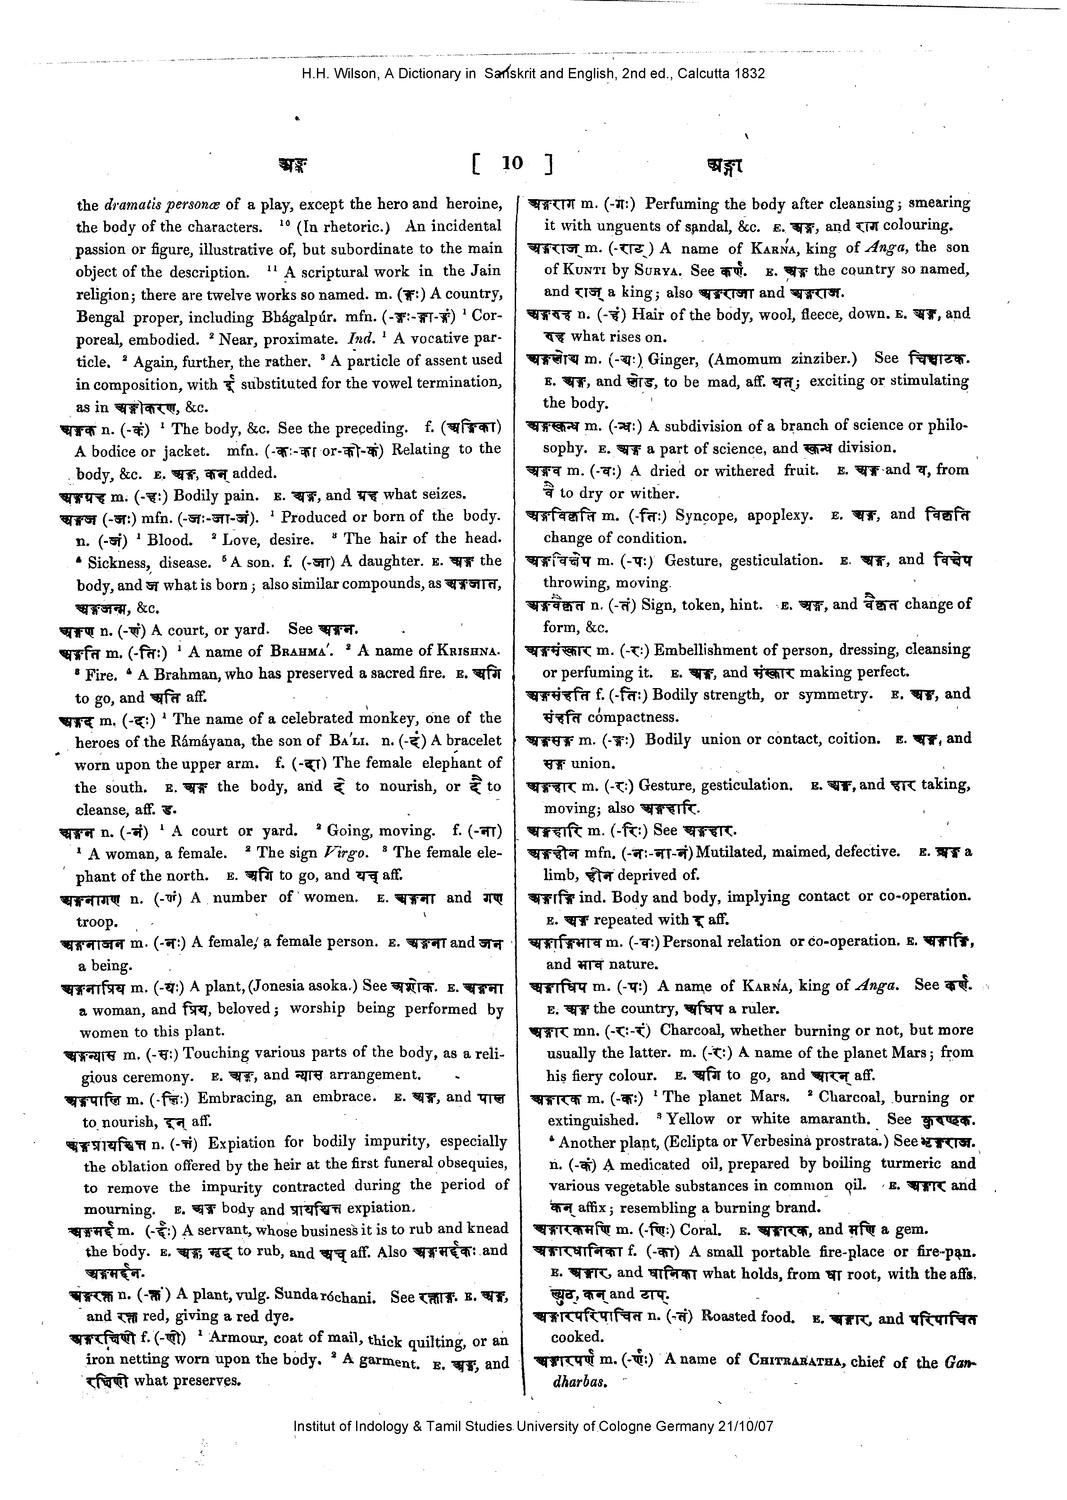 H.H. Wilson, A Dictionary in Sanskrit and English, 2nd ed., Calcutta 1832
अङ्ग [ 10 ] अङ्गा
the dramatis personæ of a play, except the hero and heroine,
the body of the characters. ¹⁰ (In rhetoric.) An incidental
passion or figure, illustrative of, but subordinate to the main
object of the description. ¹¹ A scriptural work in the Jain
religion; there are twelve works so named. m. (-ङ्गः) A country,
Bengal proper, including Bhágalpúr. mfn. (-ङ्गः-ङ्गा-ङ्गं) ¹ Cor-
poreal, embodied. ² Near, proximate. Ind. ¹ A vocative par-
ticle. ² Again, further, the rather. ³ A particle of assent used
in composition, with ई substituted for the vowel termination,
as in अङ्गीकरण, &c.
अङ्गक n. (-कं) ¹ The body, &c. See the preceding. f. (अङ्गिका)
A bodice or jacket. mfn. (-कः-का or-की-कं) Relating to the
body, &c. E. अङ्ग, कन् added.
अङ्गग्रह m. (-हः) Bodily pain. E. अङ्ग, and ग्रह what seizes.
अङ्गज (-जः) mfn. (-जः-जा-जं). ¹ Produced or born of the body.
n. (-जं) ¹ Blood. ² Love, desire. ³ The hair of the head.
⁴ Sickness, disease. ⁵ A son. f. (-जा) A daughter. E. अङ्ग the
body, and ज what is born; also similar compounds, as अङ्गजात,
अङ्गजन्म, &c.
अङ्गण n. (-णं) A court, or yard. See अङ्गन.
अङ्गति m. (-तिः) ¹ A name of BRAHMA´. ² A name of KRISHNA.
³ Fire. ⁴ A Brahman, who has preserved a sacred fire. E. अगि
to go, and अति aff.
अङ्गद m. (-दः) ¹ The name of a celebrated monkey, one of the
heroes of the Rámáyana, the son of BA´LI. n. (-दं) A bracelet
worn upon the upper arm. f. (-दा) The female elephant of
the south. E. अङ्ग the body, and दे to nourish, or दै to
cleanse, aff. ड.
अङ्गन n. (-नं) ¹ A court or yard. ² Going, moving. f. (-ना)
¹ A woman, a female. ² The sign Virgo. ³ The female ele-
phant of the north. E. अगि to go, and यच् aff.
अङ्गनागण n. (-णं) A number of women. E. अङ्गना and गण
troop.
अङ्गनाजन m. (-नः) A female, a female person. E. अङ्गना and जन
a being.
अङ्गनाप्रिय m. (-यः) A plant, (Jonesia asoka.) See अशोक. E. अङ्गना
a woman, and प्रिय, beloved; worship being performed by
women to this plant.
अङ्गन्यास m. (-सः) Touching various parts of the body, as a reli-
gious ceremony. E. अङ्ग, and न्यास arrangement.
अङ्गपालि m. (-लिः) Embracing, an embrace. E. अङ्ग, and पाल
to nourish, इन् aff.
अङ्गप्रायश्चित्त n. (-त्तं) Expiation for bodily impurity, especially
the oblation offered by the heir at the first funeral obsequies,
to remove the impurity contracted during the period of
mourning. E. अङ्ग body and प्रायश्चित्त expiation.
अङ्गमर्द्द m. (-र्द्दः) A servant, whose business it is to rub and knead
the body. E. अङ्ग, मृद to rub, and अच् aff. Also अङ्गमर्द्दकः and
अङ्गमर्द्दन.
अङ्गरक्त n. (-क्तं) A plant, vulg. Sunda róchani. See रक्ताङ्ग. E. अङ्ग,
and रक्त red, giving a red dye.
अङ्गरक्षिणी f. (-णी) ¹ Armour, coat of mail, thick quilting, or an
iron netting worn upon the body. ² A garment. E. अङ्ग, and
रक्षिणी what preserves.
अङ्गराग m. (-गः) Perfuming the body after cleansing; smearing
it with unguents of sandal, &c. E. अङ्ग, and राग colouring.
अङ्गराज् m. (-राट्) A name of KARŃA, king of Anga, the son
of KUNTI by SURYA. See कर्ण. E. अङ्ग the country so named,
and राज् a king; also अङ्गराजा and अङ्गराज.
अङ्गरुह n. (-हं) Hair of the body, wool, fleece, down. E. अङ्ग, and
रुह what rises on.
अङ्गलोय m. (-यः) Ginger, (Amomum zinziber.) See चिञ्चाटक.
E. अङ्ग, and लोड, to be mad, aff. यत्; exciting or stimulating
the body.
अङ्गस्कन्ध m. (-न्धः) A subdivision of a branch of science or philo-
sophy. E. अङ्ग a part of science, and स्कन्ध division.
अङ्गव m. (-वः) A dried or withered fruit. E. अङ्ग and व, from
वै to dry or wither.
अङ्गविकृति m. (-तिः) Syncope, apoplexy. E. अङ्ग, and विकृति
change of condition.
अङ्गविक्षेप m. (-पः) Gesture, gesticulation. E. अङ्ग, and विक्षेप
throwing, moving.
अङ्गवैकृत n. (-तं) Sign, token, hint. E. अङ्ग, and वैकृत change of
form, &c.
अङ्गसंस्कार m. (-रः) Embellishment of person, dressing, cleansing
or perfuming it. E. अङ्ग, and संस्कार making perfect.
अङ्गसंहति f. (-तिः) Bodily strength, or symmetry. E. अङ्ग, and
संहति compactness.
अङ्गसङ्ग m. (-ङ्गः) Bodily union or contact, coition. E. अङ्ग, and
सङ्ग union.
अङ्गहार m. (-रः) Gesture, gesticulation. E. अङ्ग, and हार taking,
moving; also अङ्गहारि.
अङ्गहारि m. (-रिः) See अङ्गहार.
अङ्गहीन mfn. (-नः-ना-नं) Mutilated, maimed, defective. E. अङ्ग a
limb, हीन deprived of.
अङ्गाङ्गि ind. Body and body, implying contact or co-operation.
E. अङ्ग repeated with इ aff.
अङ्गाङ्गिभाव m. (-वः) Personal relation or co-operation. E. अङ्गाङ्गि,
and भाव nature.
अङ्गाधिप m. (-पः) A name of KARŃA, king of Anga. See कर्ण.
E. अङ्ग the country, अधिप a ruler.
अङ्गार mn. (-रः-रं) Charcoal, whether burning or not, but more
usually the latter. m. (-रः) A name of the planet Mars; from
his fiery colour. E. अगि to go, and आरन् aff.
अङ्गारक m. (-कः) ¹ The planet Mars. ² Charcoal, burning or
extinguished. ³ Yellow or white amaranth. See कुरुण्टक.
⁴ Another plant, (Eclipta or Verbesina prostrata.) See भृङ्गराज.
n. (-कं) A medicated oil, prepared by boiling turmeric and
various vegetable substances in common oil. E. अङ्गार and
कन् affix; resembling a burning brand.
अङ्गारकमणि m. (-णिः) Coral. E. अङ्गारक, and मणि a gem.
अङ्गारधानिका f. (-का) A small portable fire-place or fire-pan.
E. अङ्गार, and धानिका what holds, from धा root, with the affs.
ल्युट, कन् and टाप्.
अङ्गारपरिपाचित n. (-तं) Roasted food. E. अङ्गार, and परिपाचित
cooked.
अङ्गारपर्ण m. (-र्णः) A name of CHITRARATHA, chief of the Gan-
dharbas.
Institut of Indology & Tamil Studies University of Cologne Germany 21/10/07